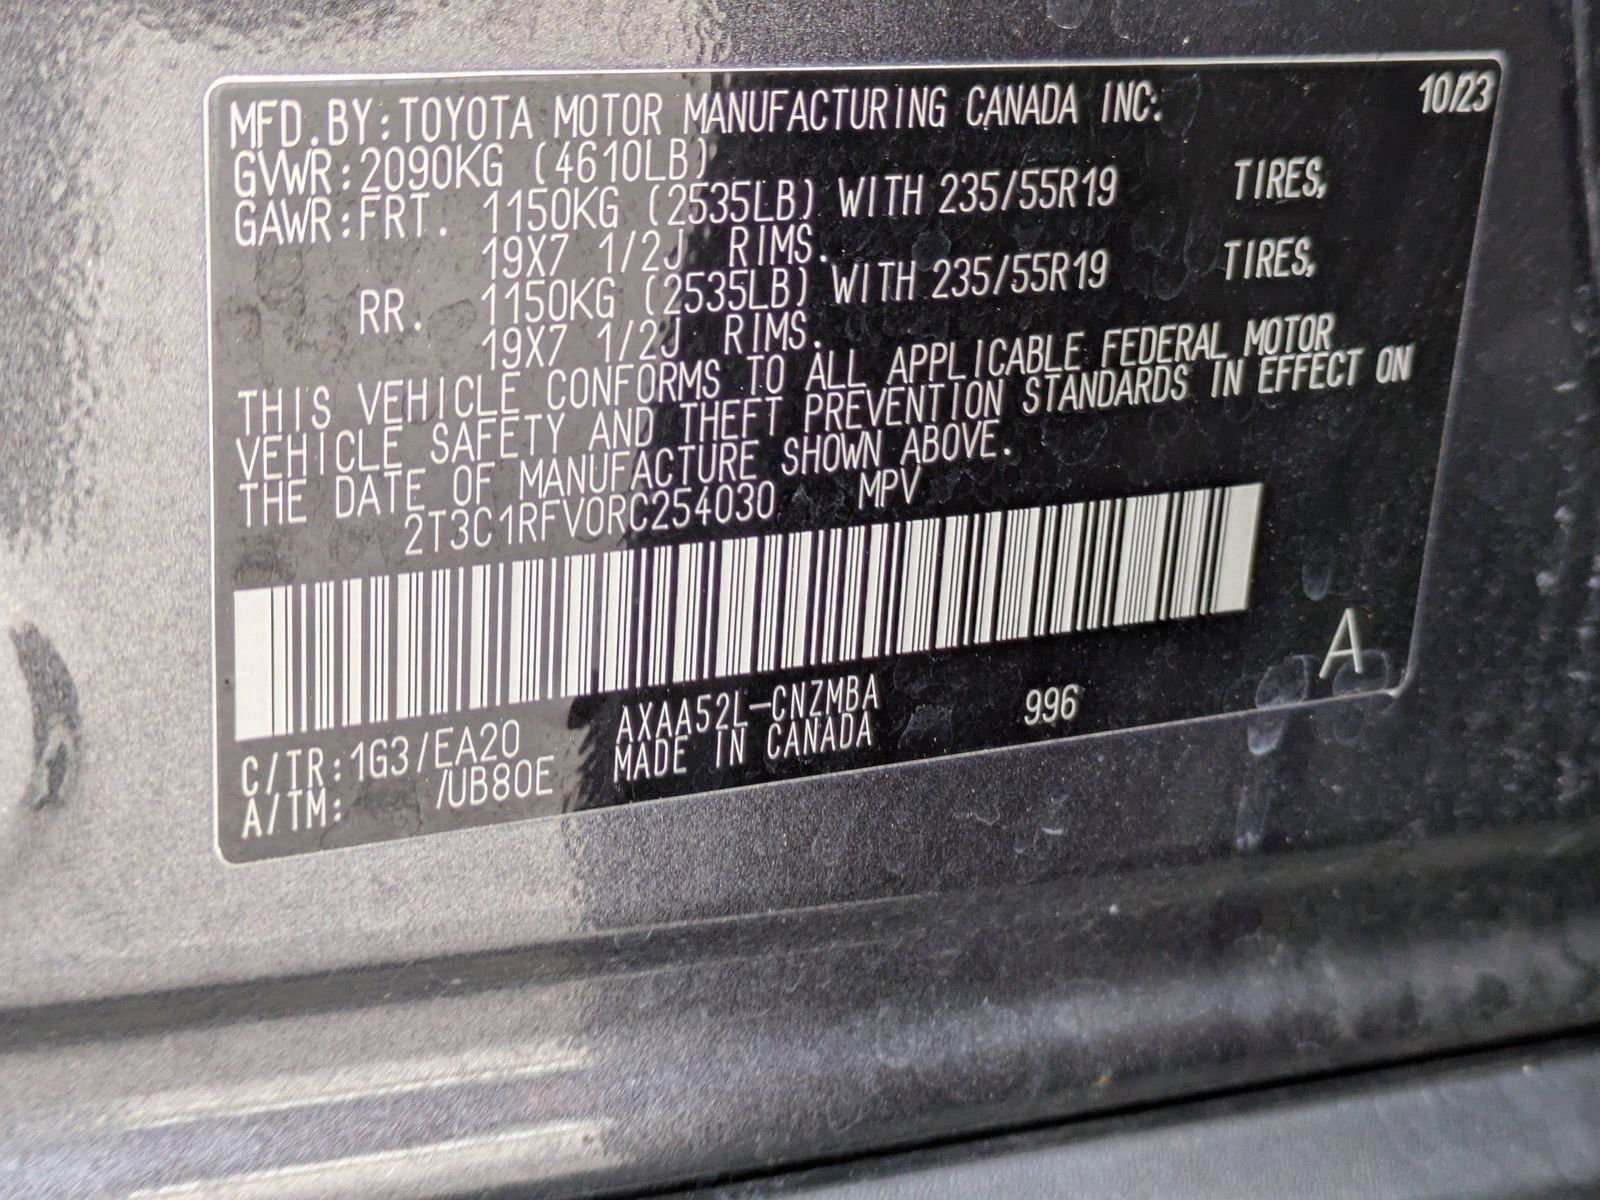 10/23
MFD. BY: TOYOTA MOTOR MANUFACTURING CANADA INC.
GVWR: 2090KG (4610LB)
GAWR: FRT. 1150KG (2535LB) WITH 235/55R19 TIRES,
19X7 1/2J RIMS.
RR. 1150KG (2535LB) WITH 235/55R19 TIRES,
19X7 1/2J RIMS.
THIS VEHICLE CONFORMS TO ALL APPLICABLE FEDERAL MOTOR
VEHICLE SAFETY AND THEFT PREVENTION STANDARDS IN EFFECT ON
THE DATE OF MANUFACTURE SHOWN ABOVE.
2T3C1RFV0RC254030 MPV
A
C/TR: 1G3/EA20 AXAA52L-CNZMBA 996
A/TM: /UB80E MADE IN CANADA